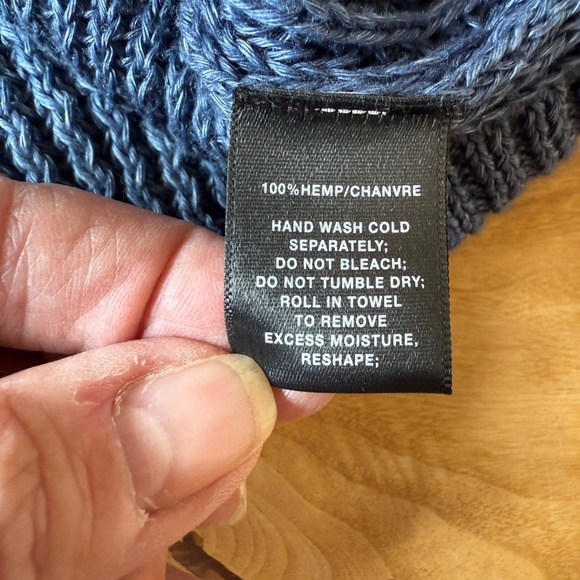 100%HEMP/CHANVRE
HAND WASH COLD
SEPARATELY;
DO NOT BLEACH;
DO NOT TUMBLE DRY;
ROLL IN TOWEL
TO REMOVE
EXCESS MOISTURE,
RESHAPE;